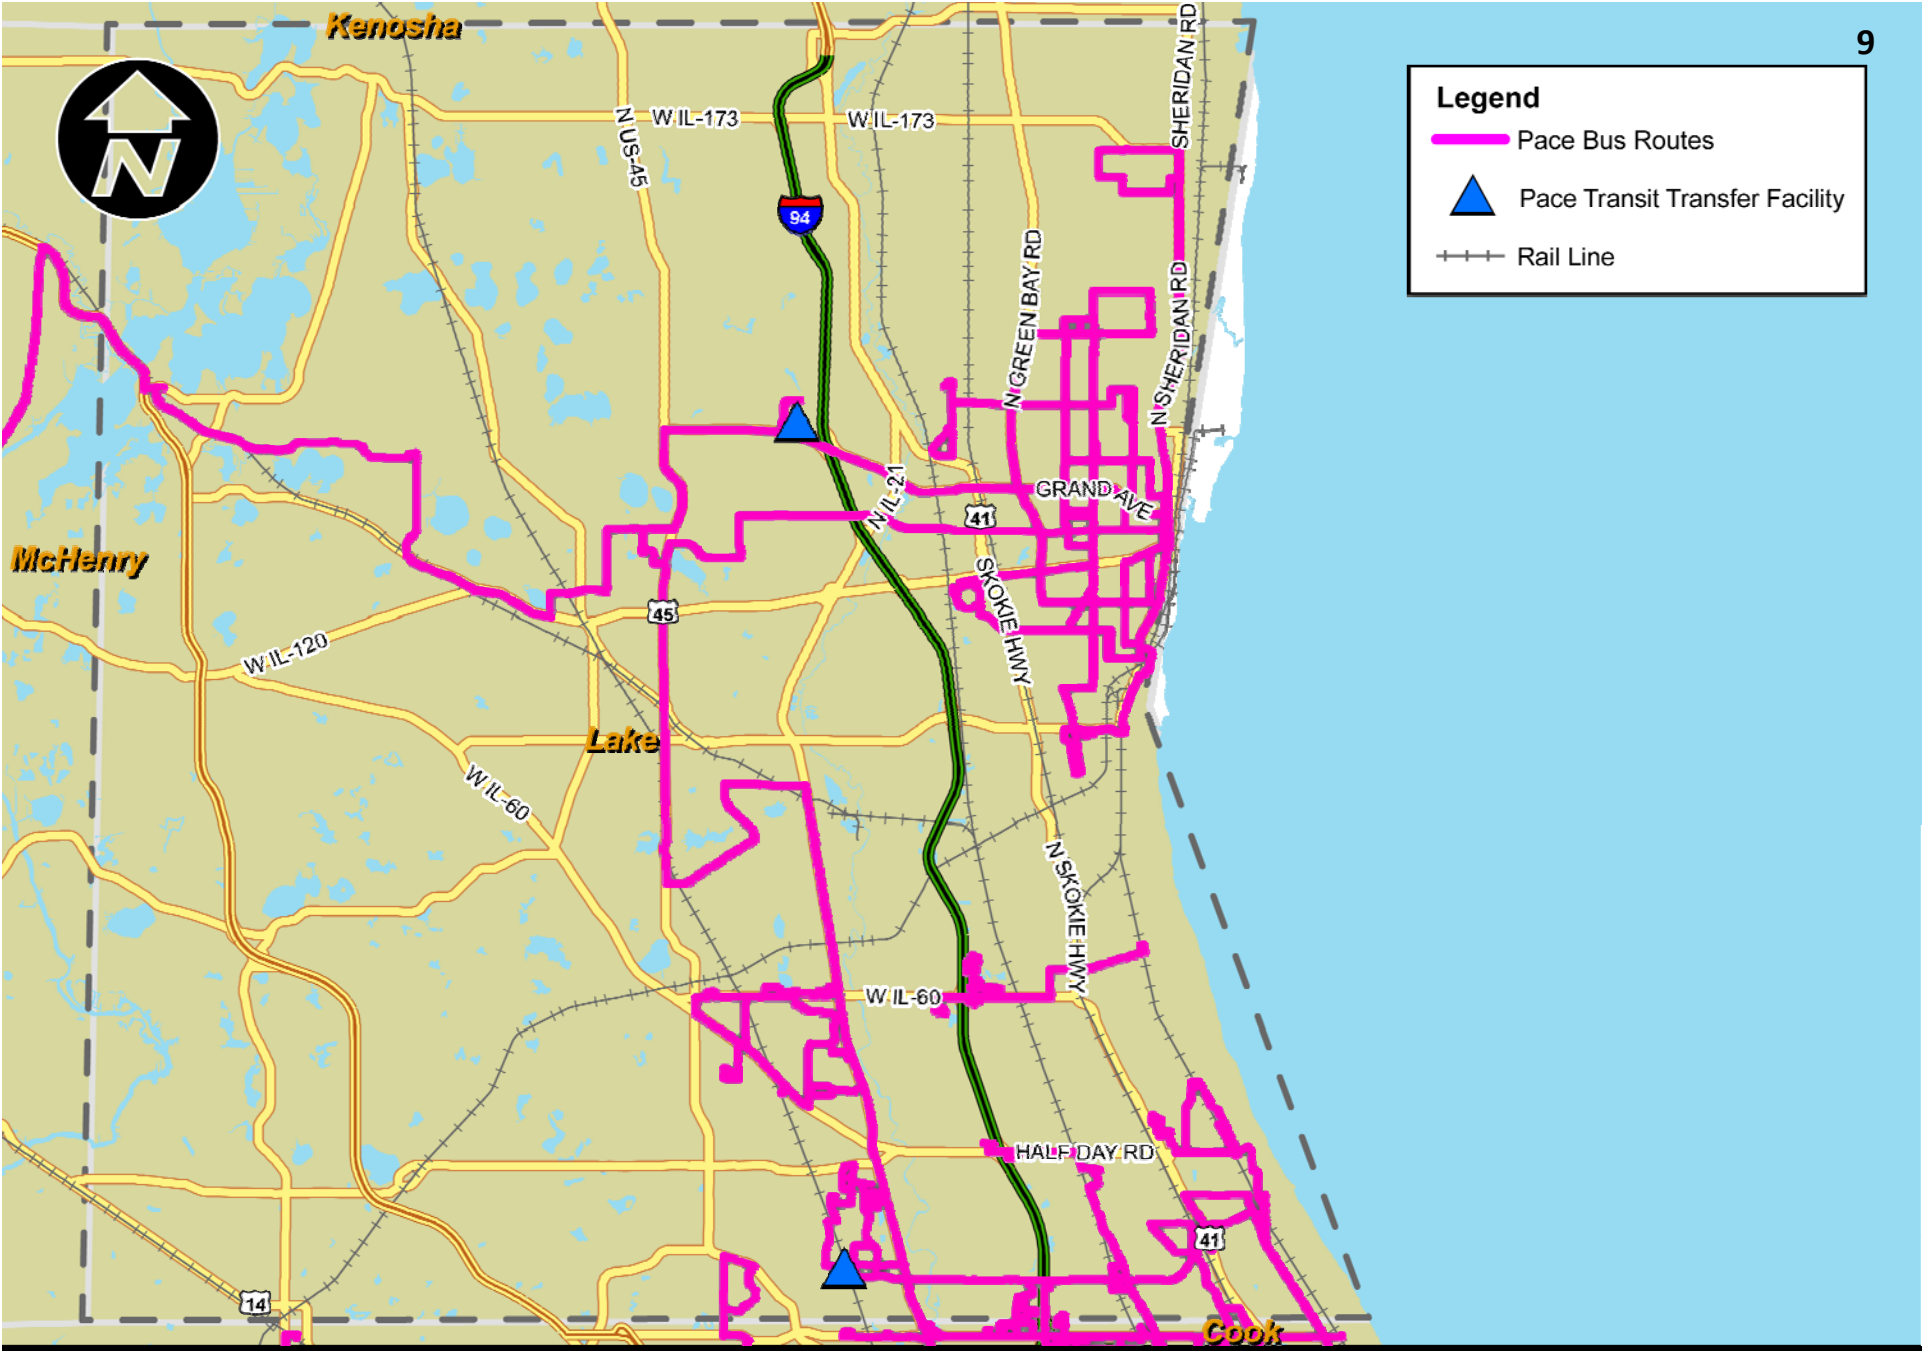 9
Kenosha
SHERIDAN RD
Legend
Pace Bus Routes
Pace Transit Transfer Facility
Rail Line
N
N US-45
W IL-173
W IL-173
94
N GREEN BAY RD
N SHERIDAN RD
N IL-21
GRAND AVE
41
McHenry
SKOKIE HWY
45
W IL-120
Lake
W IL-60
N SKOKIE HWY
W IL-60
HALF DAY RD
41
14
Cook